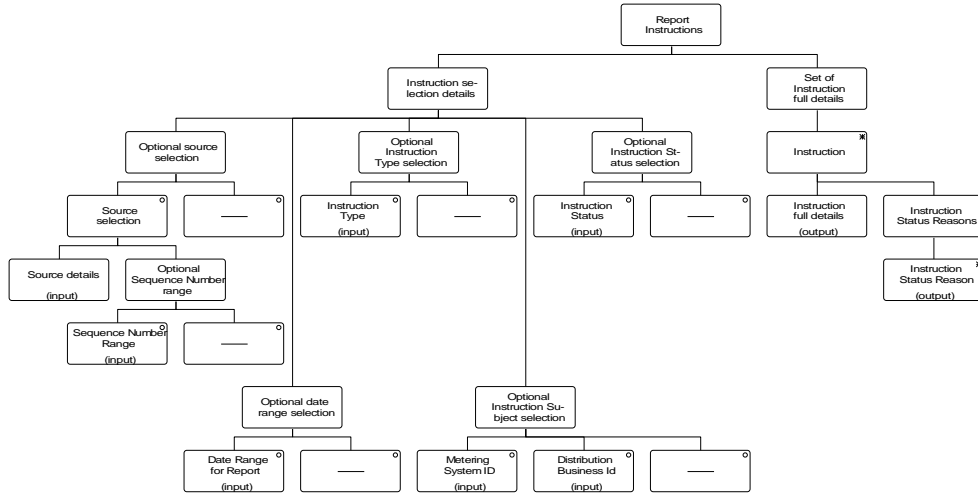 Report
Instructions
Instruction se-
lection details
Set of
Instruction
full details
Optional source
selection
Optional
Instruction
Type selection
Optional
Instruction St-
atus selection
Instruction
Source
selection
Instruction
Type
(input)
Instruction
Status
(input)
Instruction
full details
(output)
Instruction
Status Reasons
Source details
(input)
Optional
Sequence Number
range
Instruction
Status Reason
(output)
Sequence Number
Range
(input)
Optional date
range selection
Optional
Instruction Su-
bject selection
Date Range
for Report
(input)
Metering
System ID
(input)
Distribution
Business Id
(input)